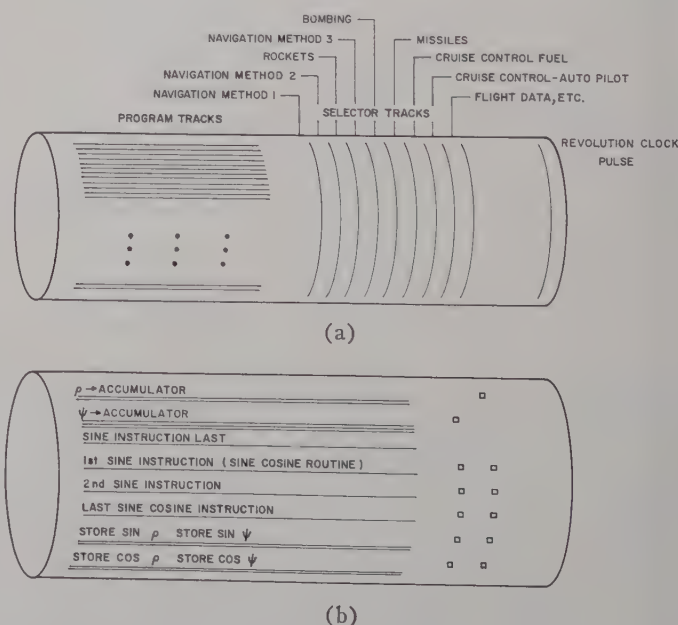 BOMBING
NAVIGATION METHOD 3
MISSILES
ROCKETS
CRUISE CONTROL FUEL
NAVIGATION METHOD 2
CRUISE CONTROL-AUTO PILOT
NAVIGATION METHOD 1
FLIGHT DATA, ETC.
PROGRAM TRACKS
SELECTOR TRACKS
REVOLUTION CLOCK
PULSE
(a)
ρ→ACCUMULATOR
ψ→ACCUMULATOR
SINE INSTRUCTION LAST
1st SINE INSTRUCTION (SINE COSINE ROUTINE)
2nd SINE INSTRUCTION
LAST SINE COSINE INSTRUCTION
STORE SIN ρ STORE SIN ψ
STORE COS ρ STORE COS ψ
(b)